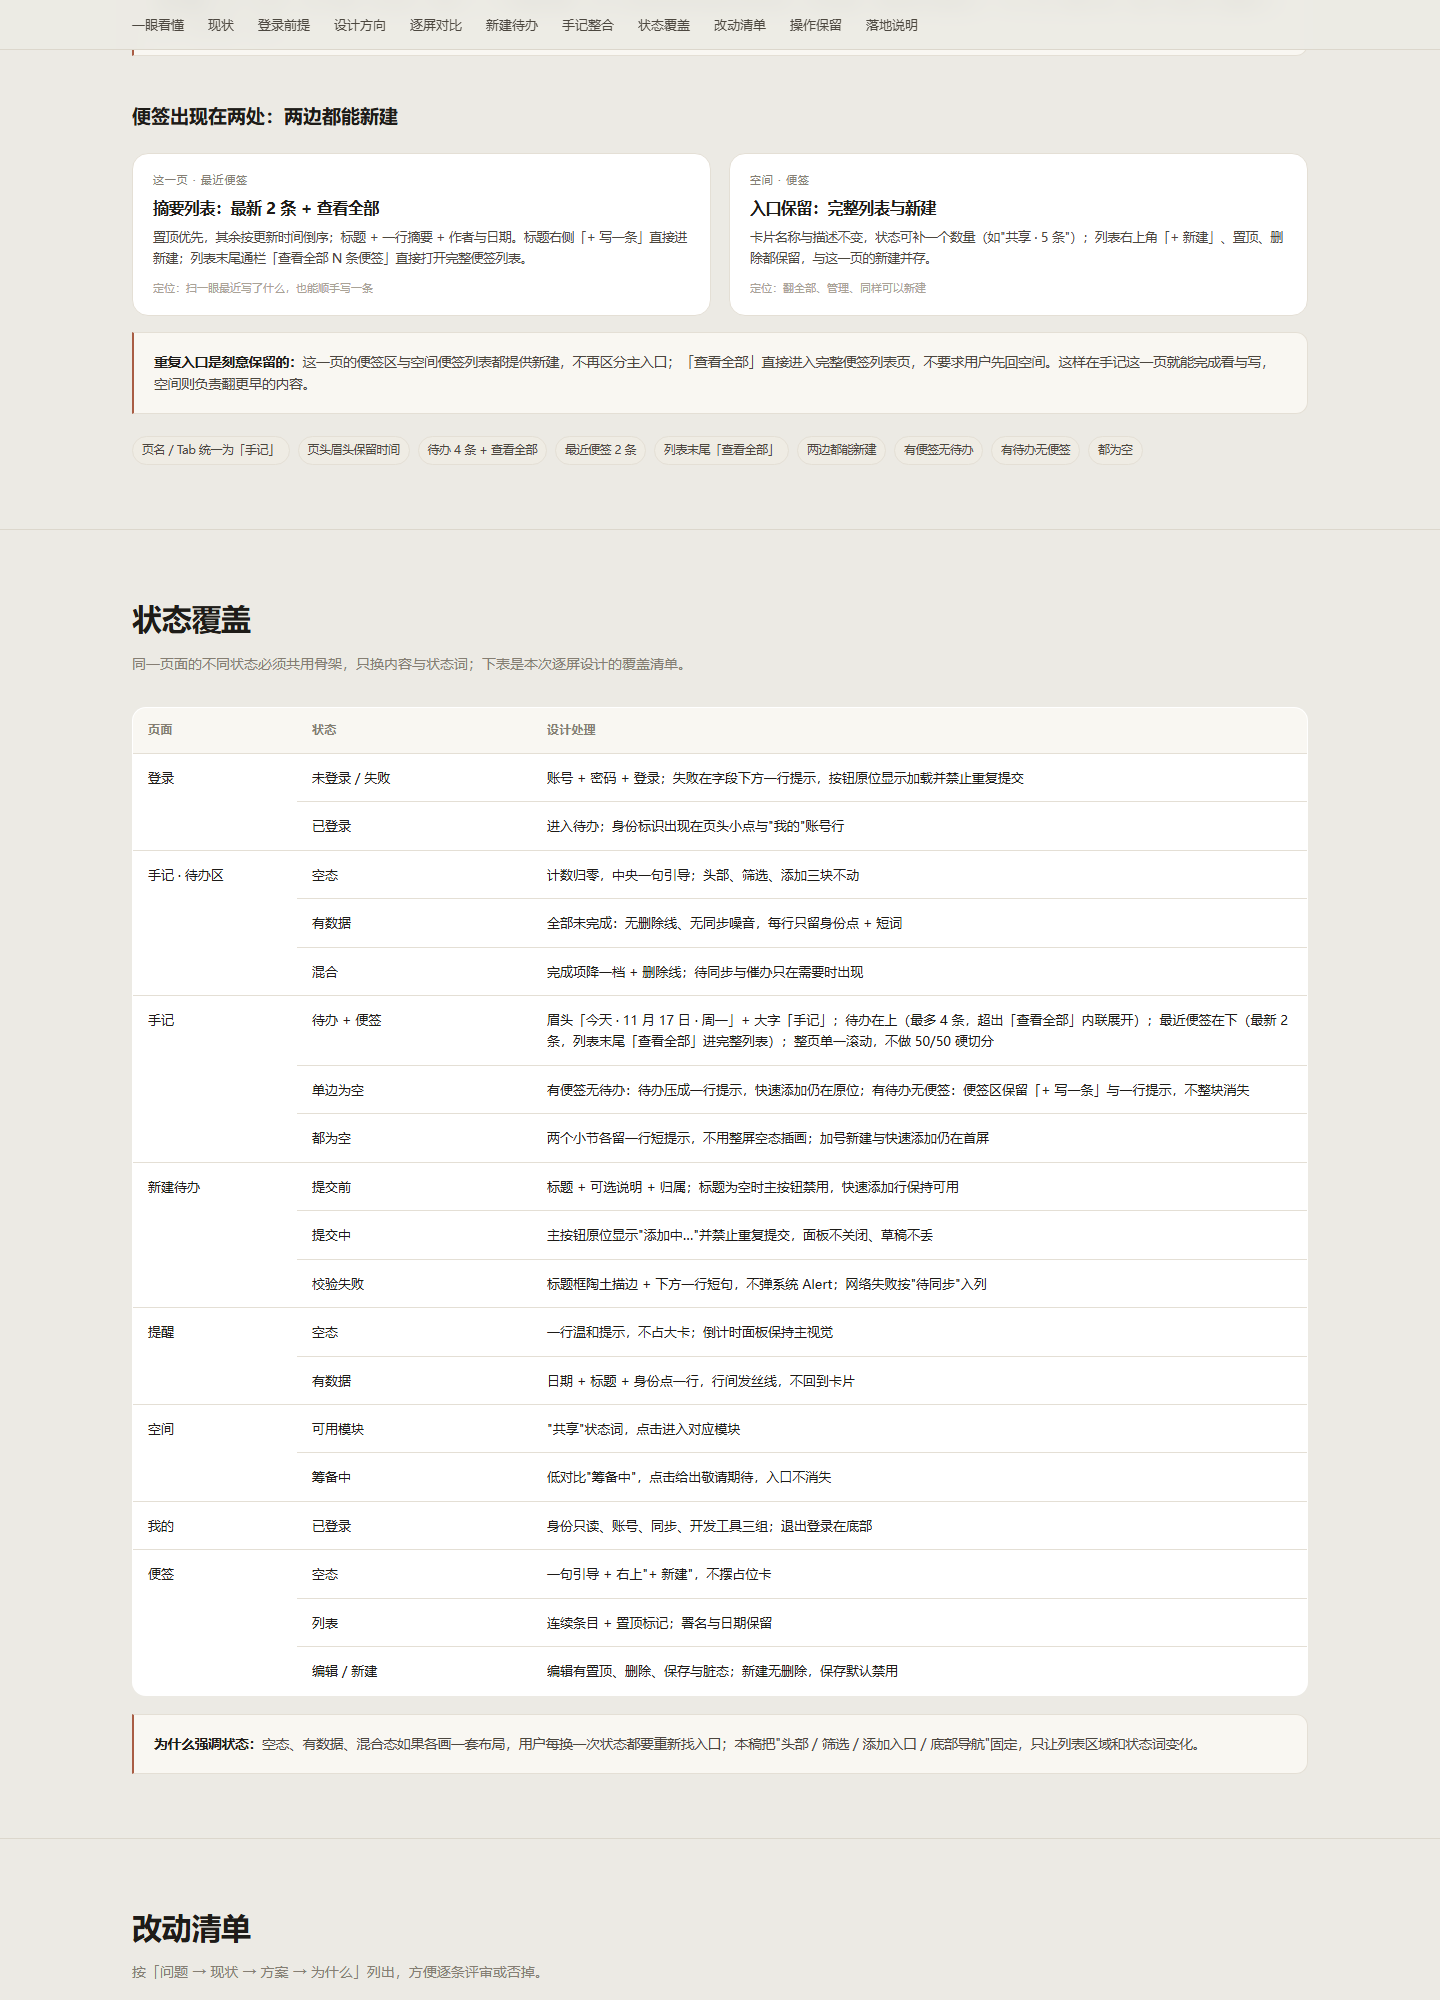 一眼看懂 现状 登录前提 设计方向 逐屏对比 新建待办 手记整合 状态覆盖 改动清单 操作保留 落地说明
便签出现在两处：两边都能新建
这一页 · 最近便签
摘要列表：最新 2 条 + 查看全部
置顶优先，其余按更新时间倒序；标题 + 一行摘要 + 作者与日期。标题右侧「+ 写一条」直接进
新建；列表末尾通栏「查看全部 N 条便签」直接打开完整便签列表。
定位：扫一眼最近写了什么，也能顺手写一条
空间 · 便签
入口保留：完整列表与新建
卡片名称与描述不变，状态可补一个数量（如"共享 · 5 条"）；列表右上角「+ 新建」、置顶、删
除都保留，与这一页的新建并存。
定位：翻全部、管理、同样可以新建
重复入口是刻意保留的：这一页的便签区与空间便签列表都提供新建，不再区分主入口；「查看全部」直接进入完整便签列表页，不要求用户先回空间。这样在手记这一页就能完成看与写，
空间则负责翻更早的内容。
页名 / Tab 统一为「手记」 页头眉头保留时间 待办 4 条 + 查看全部 最近便签 2 条 列表末尾「查看全部」 两边都能新建 有便签无待办 有待办无便签 都为空
状态覆盖
同一页面的不同状态必须共用骨架，只换内容与状态词；下表是本次逐屏设计的覆盖清单。
页面 状态 设计处理
登录 未登录 / 失败 账号 + 密码 + 登录；失败在字段下方一行提示，按钮原位显示加载并禁止重复提交
已登录 进入待办；身份标识出现在页头小点与"我的"账号行
手记 · 待办区 空态 计数归零，中央一句引导；头部、筛选、添加三块不动
有数据 全部未完成：无删除线、无同步噪音，每行只留身份点 + 短词
混合 完成项降一档 + 删除线；待同步与催办只在需要时出现
手记 待办 + 便签 眉头「今天 · 11 月 17 日 · 周一」+ 大字「手记」；待办在上（最多 4 条，超出「查看全部」内联展开）；最近便签在下（最新 2
条，列表末尾「查看全部」进完整列表）；整页单一滚动，不做 50/50 硬切分
单边为空 有便签无待办：待办压成一行提示，快速添加仍在原位；有待办无便签：便签区保留「+ 写一条」与一行提示，不整块消失
都为空 两个小节各留一行短提示，不用整屏空态插画；加号新建与快速添加仍在首屏
新建待办 提交前 标题 + 可选说明 + 归属；标题为空时主按钮禁用，快速添加行保持可用
提交中 主按钮原位显示"添加中…"并禁止重复提交，面板不关闭、草稿不丢
校验失败 标题框陶土描边 + 下方一行短句，不弹系统 Alert；网络失败按"待同步"入列
提醒 空态 一行温和提示，不占大卡；倒计时面板保持主视觉
有数据 日期 + 标题 + 身份点一行，行间发丝线，不回到卡片
空间 可用模块 "共享"状态词，点击进入对应模块
筹备中 低对比"筹备中"，点击给出敬请期待，入口不消失
我的 已登录 身份只读、账号、同步、开发工具三组；退出登录在底部
便签 空态 一句引导 + 右上"+ 新建"，不摆占位卡
列表 连续条目 + 置顶标记；署名与日期保留
编辑 / 新建 编辑有置顶、删除、保存与脏态；新建无删除，保存默认禁用
为什么强调状态：空态、有数据、混合态如果各画一套布局，用户每换一次状态都要重新找入口；本稿把"头部 / 筛选 / 添加入口 / 底部导航"固定，只让列表区域和状态词变化。
改动清单
按「问题 → 现状 → 方案 → 为什么」列出，方便逐条评审或否掉。